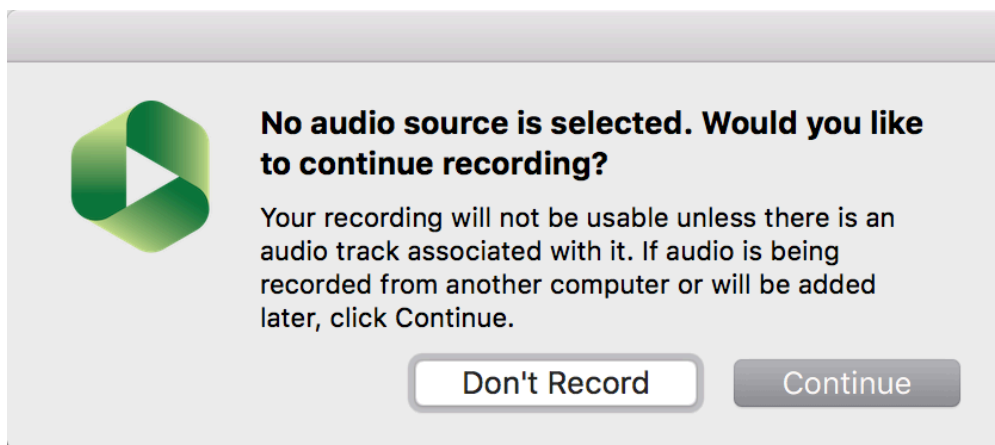 No audio source is selected. Would you like
to continue recording?
Your recording will not be usable unless there is an
audio track associated with it. If audio is being
recorded from another computer or will be added
later, click Continue.
Don't Record
Continue